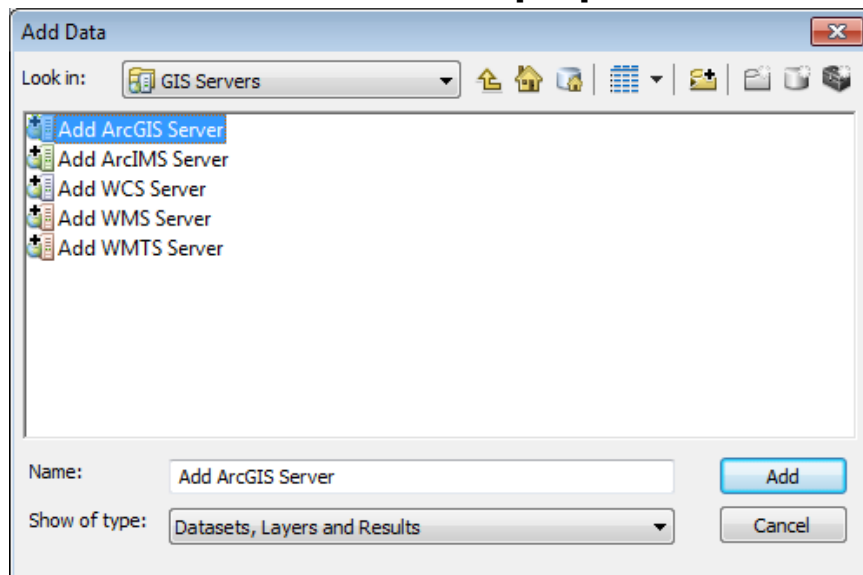 Add Data
Look in: GIS Servers
Add ArcGIS Server
Add ArcIMS Server
Add WCS Server
Add WMS Server
Add WMTS Server
Name: Add ArcGIS Server Add
Show of type: Datasets, Layers and Results Cancel